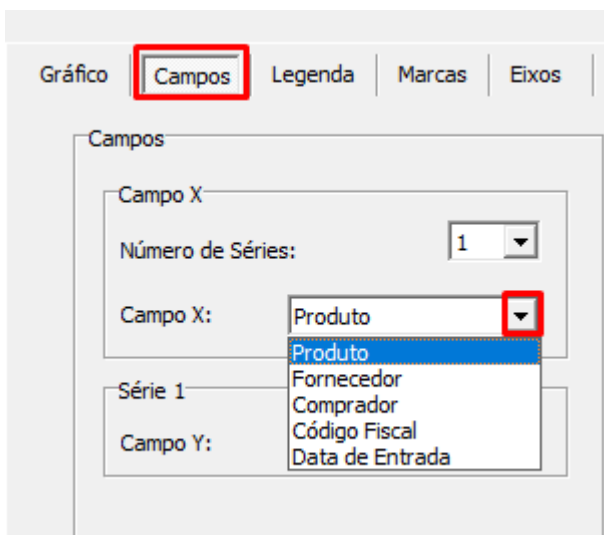 Gráfico Campos Legenda Marcas Eixos
Campos
Campo X
Número de Séries: 1
Campo X: Produto
Produto
Fornecedor
Comprador
Código Fiscal
Data de Entrada
Série 1
Campo Y: